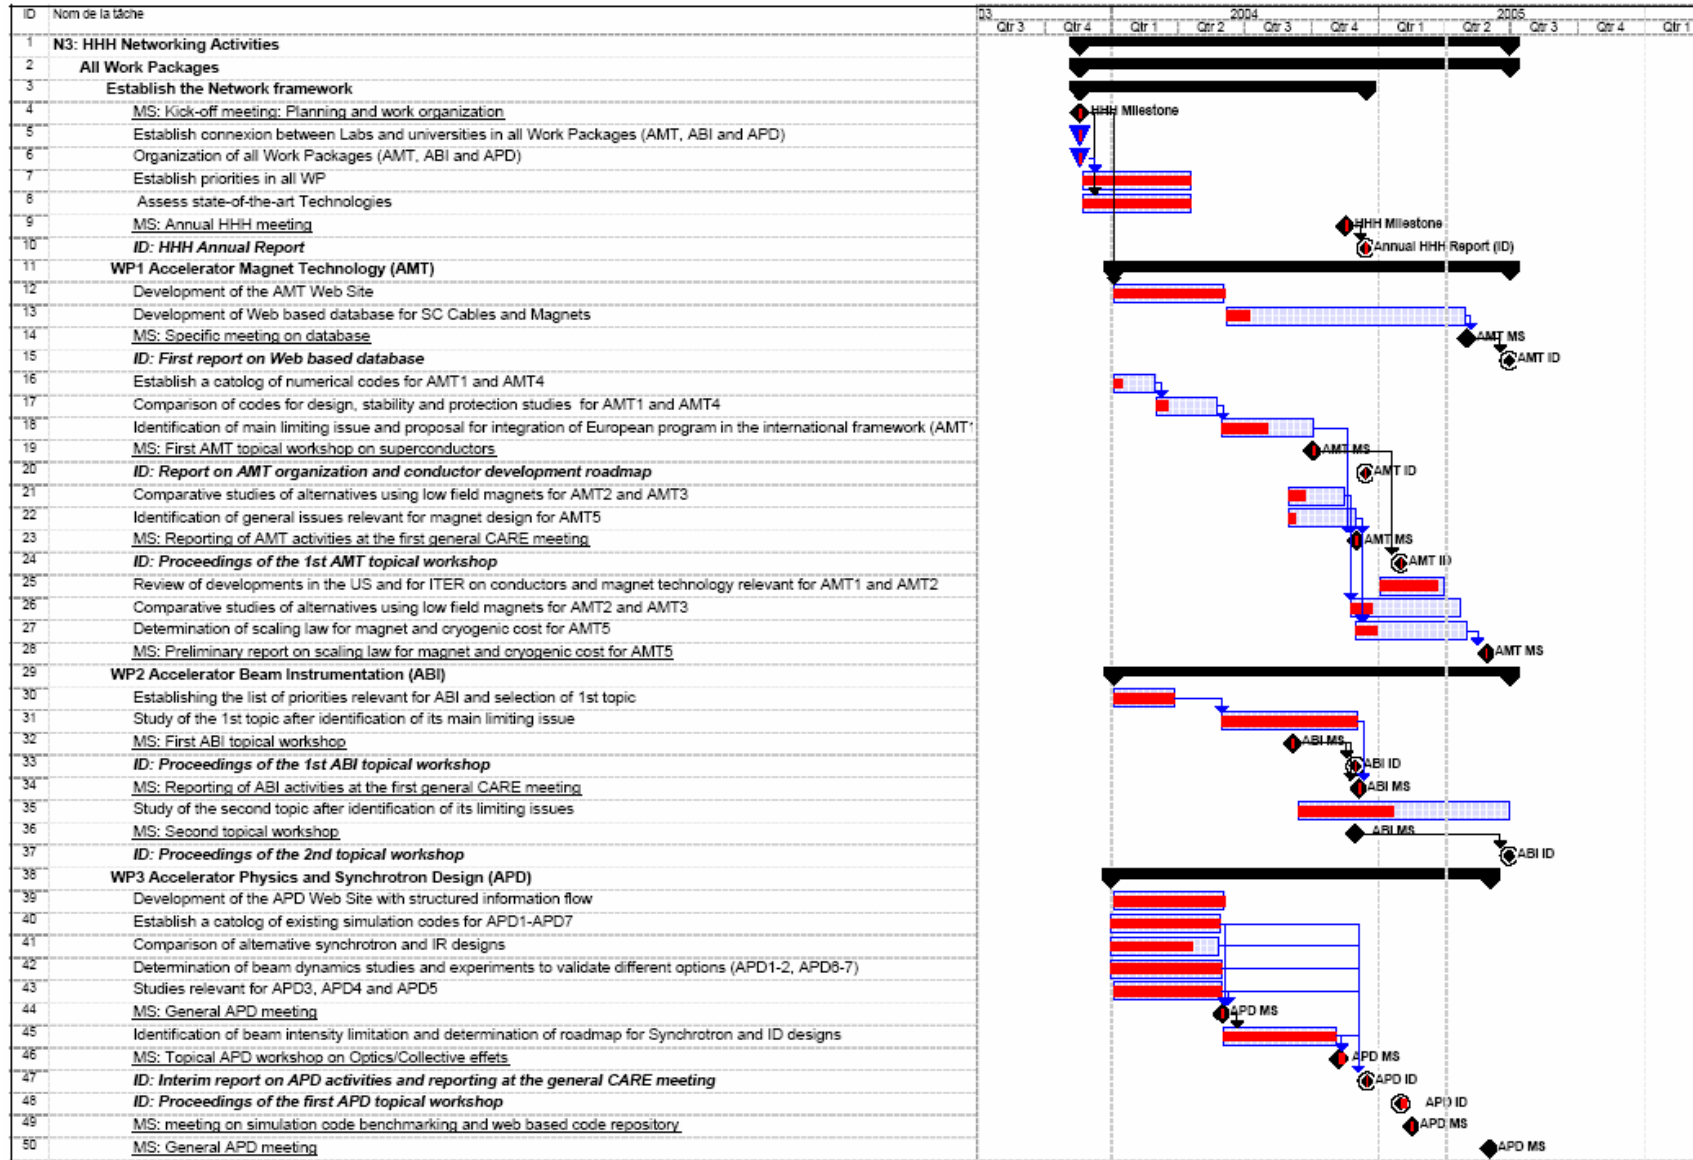 ID Nom de la tâche 03 2004 2005
Qtr 3 Qtr 4 Qtr 1 Qtr 2 Qtr 3 Qtr 4 Qtr 1 Qtr 2 Qtr 3 Qtr 4 Qtr 1
1 N3: HHH Networking Activities
2 All Work Packages
3 Establish the Network framework
4 MS: Kick-off meeting: Planning and work organization HHH Milestone
5 Establish connexion between Labs and universities in all Work Packages (AMT, ABI and APD)
6 Organization of all Work Packages (AMT, ABI and APD)
7 Establish priorities in all WP
8 Assess state-of-the-art Technologies
9 MS: Annual HHH meeting HHH Milestone
10 ID: HHH Annual Report Annual HHH Report (ID)
11 WP1 Accelerator Magnet Technology (AMT)
12 Development of the AMT Web Site
13 Development of Web based database for SC Cables and Magnets
14 MS: Specific meeting on database AMT MS
15 ID: First report on Web based database AMT ID
16 Establish a catolog of numerical codes for AMT1 and AMT4
17 Comparison of codes for design, stability and protection studies for AMT1 and AMT4
18 Identification of main limiting issue and proposal for integration of European program in the international framework (AMT1
19 MS: First AMT topical workshop on superconductors AMT MS
20 ID: Report on AMT organization and conductor development roadmap AMT ID
21 Comparative studies of alternatives using low field magnets for AMT2 and AMT3
22 Identification of general issues relevant for magnet design for AMT5
23 MS: Reporting of AMT activities at the first general CARE meeting AMT MS
24 ID: Proceedings of the 1st AMT topical workshop AMT ID
25 Review of developments in the US and for ITER on conductors and magnet technology relevant for AMT1 and AMT2
26 Comparative studies of alternatives using low field magnets for AMT2 and AMT3
27 Determination of scaling law for magnet and cryogenic cost for AMT5
28 MS: Preliminary report on scaling law for magnet and cryogenic cost for AMT5 AMT MS
29 WP2 Accelerator Beam Instrumentation (ABI)
30 Establishing the list of priorities relevant for ABI and selection of 1st topic
31 Study of the 1st topic after identification of its main limiting issue
32 MS: First ABI topical workshop ABI MS
33 ID: Proceedings of the 1st ABI topical workshop ABI ID
34 MS: Reporting of ABI activities at the first general CARE meeting ABI MS
35 Study of the second topic after identification of its limiting issues
36 MS: Second topical workshop ABI MS
37 ID: Proceedings of the 2nd topical workshop ABI ID
38 WP3 Accelerator Physics and Synchrotron Design (APD)
39 Development of the APD Web Site with structured information flow
40 Establish a catolog of existing simulation codes for APD1-APD7
41 Comparison of alternative synchrotron and IR designs
42 Determination of beam dynamics studies and experiments to validate different options (APD1-2, APD6-7)
43 Studies relevant for APD3, APD4 and APD5
44 MS: General APD meeting APD MS
45 Identification of beam intensity limitation and determination of roadmap for Synchrotron and ID designs
46 MS: Topical APD workshop on Optics/Collective effets APD MS
47 ID: Interim report on APD activities and reporting at the general CARE meeting APD ID
48 ID: Proceedings of the first APD topical workshop APD ID
49 MS: meeting on simulation code benchmarking and web based code repository APD MS
50 MS: General APD meeting APD MS